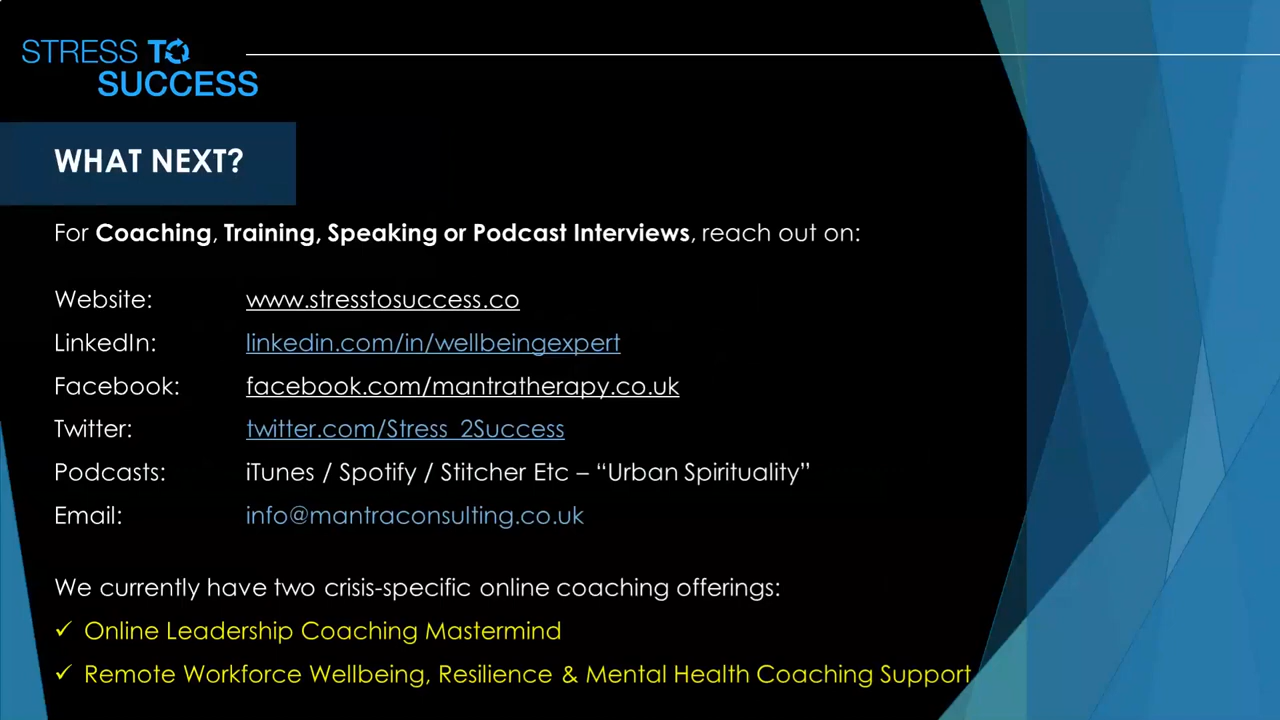 STRESS TO
SUCCESS
WHAT NEXT?
For Coaching, Training, Speaking or Podcast Interviews, reach out on:
Website: www.stresstosuccess.co
LinkedIn: linkedin.com/in/wellbeingexpert
Facebook: facebook.com/mantratherapy.co.uk
Twitter: twitter.com/Stress_2Success
Podcasts: iTunes / Spotify / Stitcher Etc – “Urban Spirituality”
Email: info@mantraconsulting.co.uk
We currently have two crisis-specific online coaching offerings:
✓ Online Leadership Coaching Mastermind
✓ Remote Workforce Wellbeing, Resilience & Mental Health Coaching Support